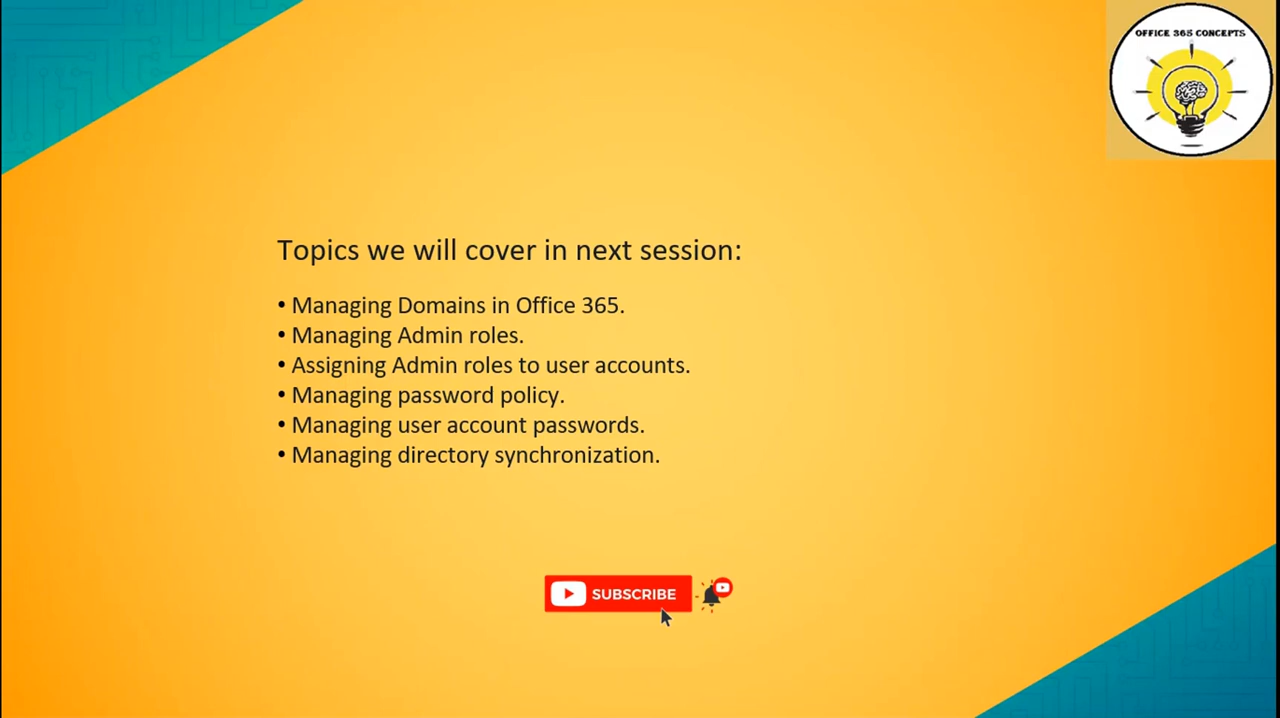 OFFICE 365 CONCEPTS
Topics we will cover in next session:
• Managing Domains in Office 365.
• Managing Admin roles.
• Assigning Admin roles to user accounts.
• Managing password policy.
• Managing user account passwords.
• Managing directory synchronization.
SUBSCRIBE